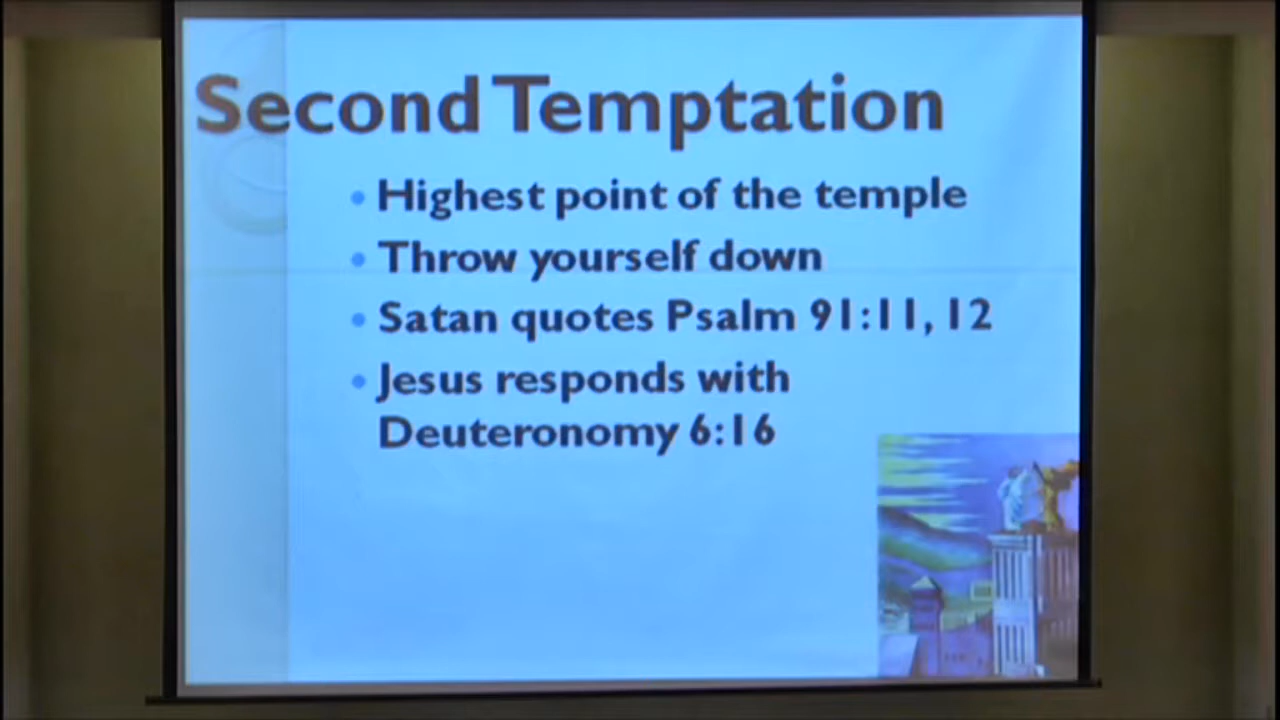 Second Temptation
Highest point of the temple
Throw yourself down
Satan quotes Psalm 91:11, 12
Jesus responds with
Deuteronomy 6:16